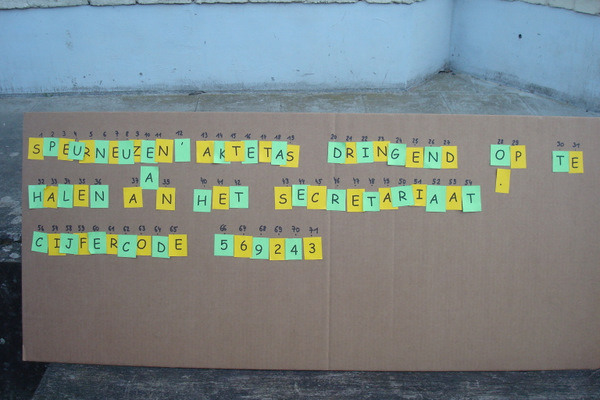 SPEURNEUZEN' AKTETAS DRINGEND OP TE
HALEN AAN HET SECRETARIAAT.
CIJFERCODE 569243